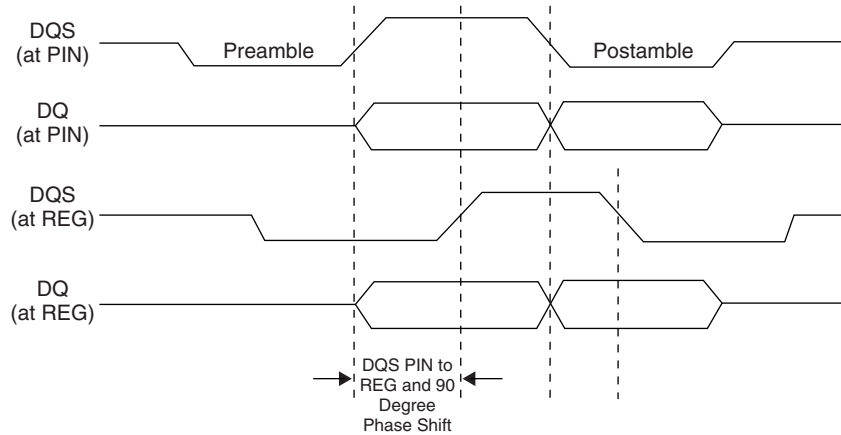 DQS
(at PIN)
Preamble
Postamble
DQ
(at PIN)
DQS
(at REG)
DQ
(at REG)
DQS PIN to
REG and 90
Degree
Phase Shift